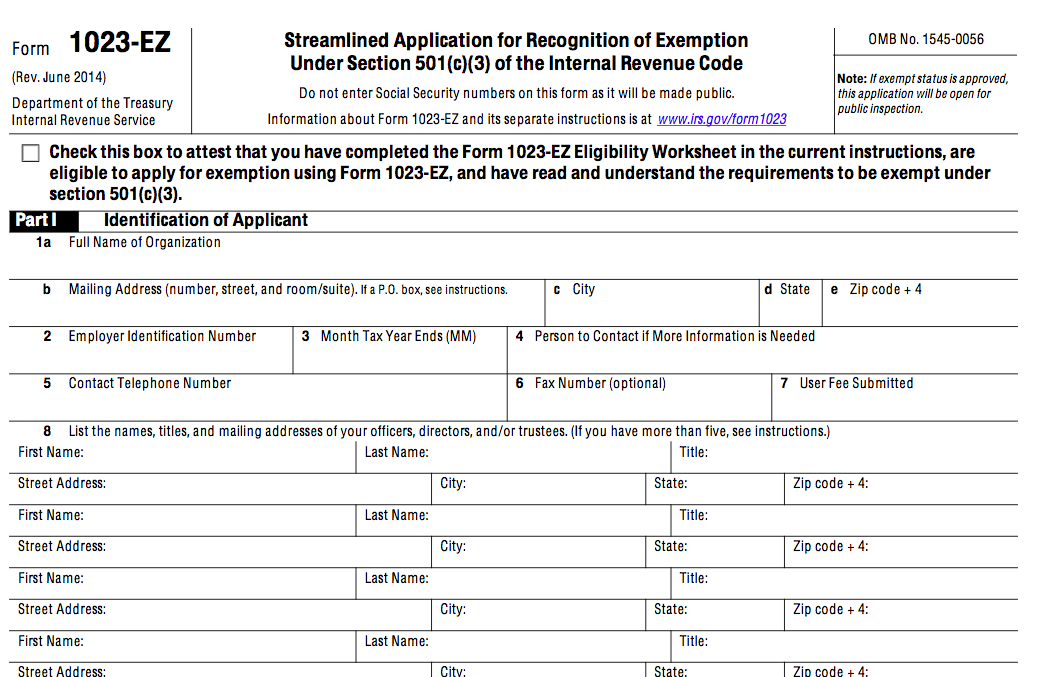 Form 1023-EZ
(Rev. June 2014)
Department of the Treasury
Internal Revenue Service
Streamlined Application for Recognition of Exemption
Under Section 501(c)(3) of the Internal Revenue Code
Do not enter Social Security numbers on this form as it will be made public.
Information about Form 1023-EZ and its separate instructions is at www.irs.gov/form1023
OMB No. 1545-0056
Note: If exempt status is approved,
this application will be open for
public inspection.
Check this box to attest that you have completed the Form 1023-EZ Eligibility Worksheet in the current instructions, are
eligible to apply for exemption using Form 1023-EZ, and have read and understand the requirements to be exempt under
section 501(c)(3).
Part I Identification of Applicant
1a Full Name of Organization
b Mailing Address (number, street, and room/suite). If a P.O. box, see instructions. c City d State e Zip code + 4
2 Employer Identification Number 3 Month Tax Year Ends (MM) 4 Person to Contact if More Information is Needed
5 Contact Telephone Number 6 Fax Number (optional) 7 User Fee Submitted
8 List the names, titles, and mailing addresses of your officers, directors, and/or trustees. (If you have more than five, see instructions.)
First Name: Last Name: Title:
Street Address: City: State: Zip code + 4:
First Name: Last Name: Title:
Street Address: City: State: Zip code + 4:
First Name: Last Name: Title:
Street Address: City: State: Zip code + 4:
First Name: Last Name: Title:
Street Address: City: State: Zip code + 4: